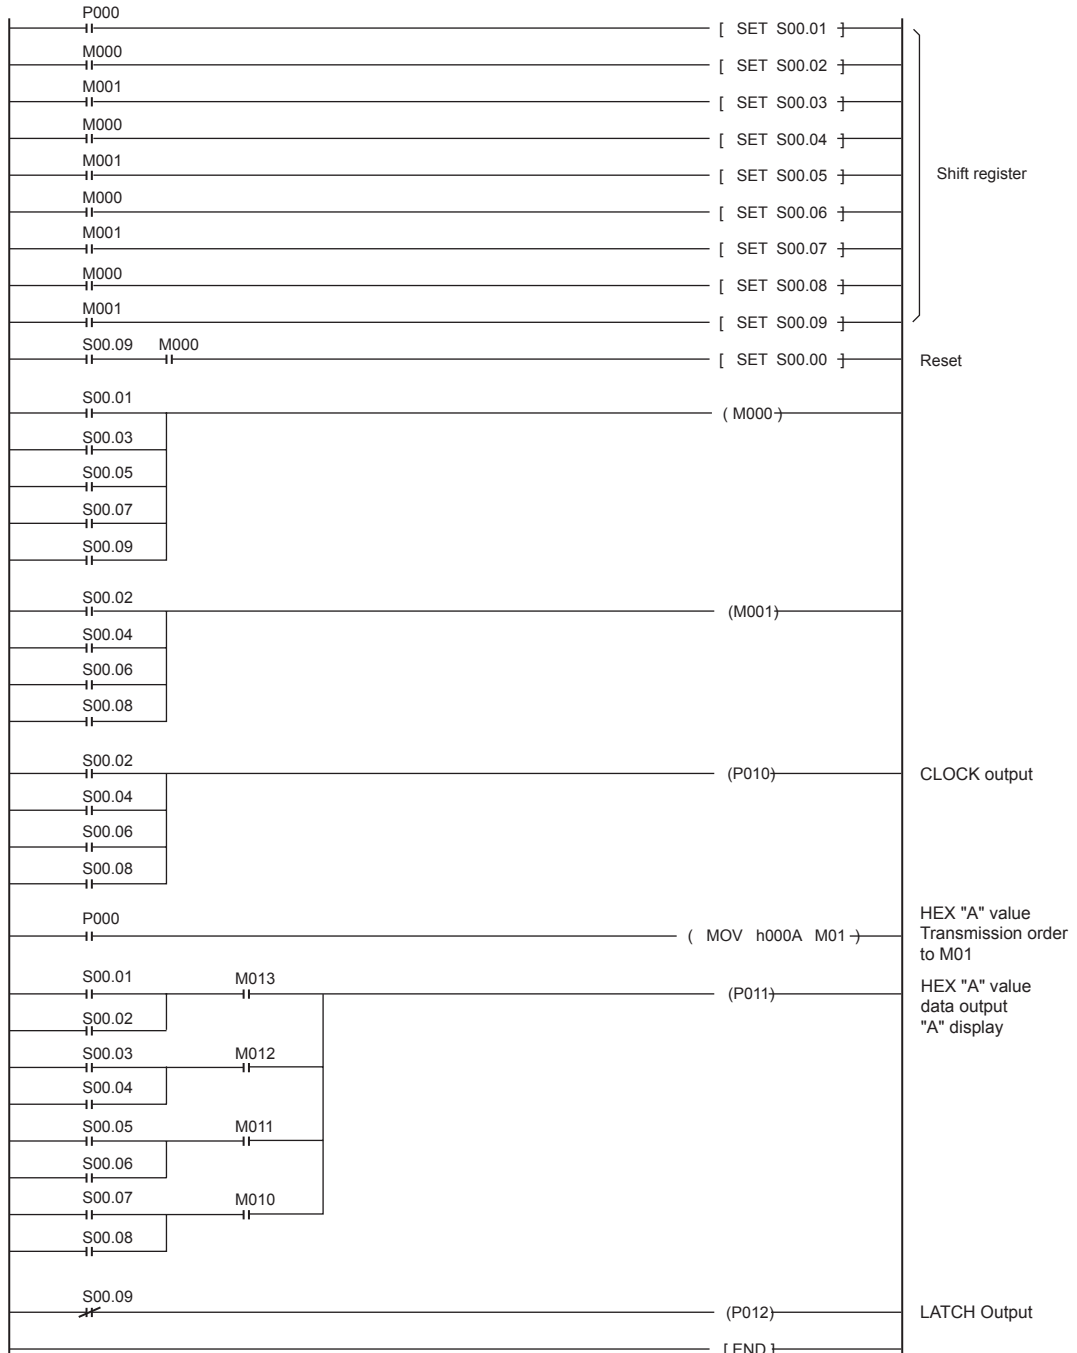 P000
[ SET S00.01 ]
M000
[ SET S00.02 ]
M001
[ SET S00.03 ]
M000
[ SET S00.04 ]
M001
[ SET S00.05 ]
Shift register
M000
[ SET S00.06 ]
M001
[ SET S00.07 ]
M000
[ SET S00.08 ]
M001
[ SET S00.09 ]
S00.09 M000
[ SET S00.00 ]
Reset
S00.01
( M000 )
S00.03
S00.05
S00.07
S00.09
S00.02
(M001)
S00.04
S00.06
S00.08
S00.02
(P010)
CLOCK output
S00.04
S00.06
S00.08
P000
( MOV h000A M01 )
HEX "A" value
Transmission order
to M01
S00.01 M013
(P011)
HEX "A" value
data output
"A" display
S00.02
S00.03 M012
S00.04
S00.05 M011
S00.06
S00.07 M010
S00.08
S00.09
(P012)
LATCH Output
[ END ]